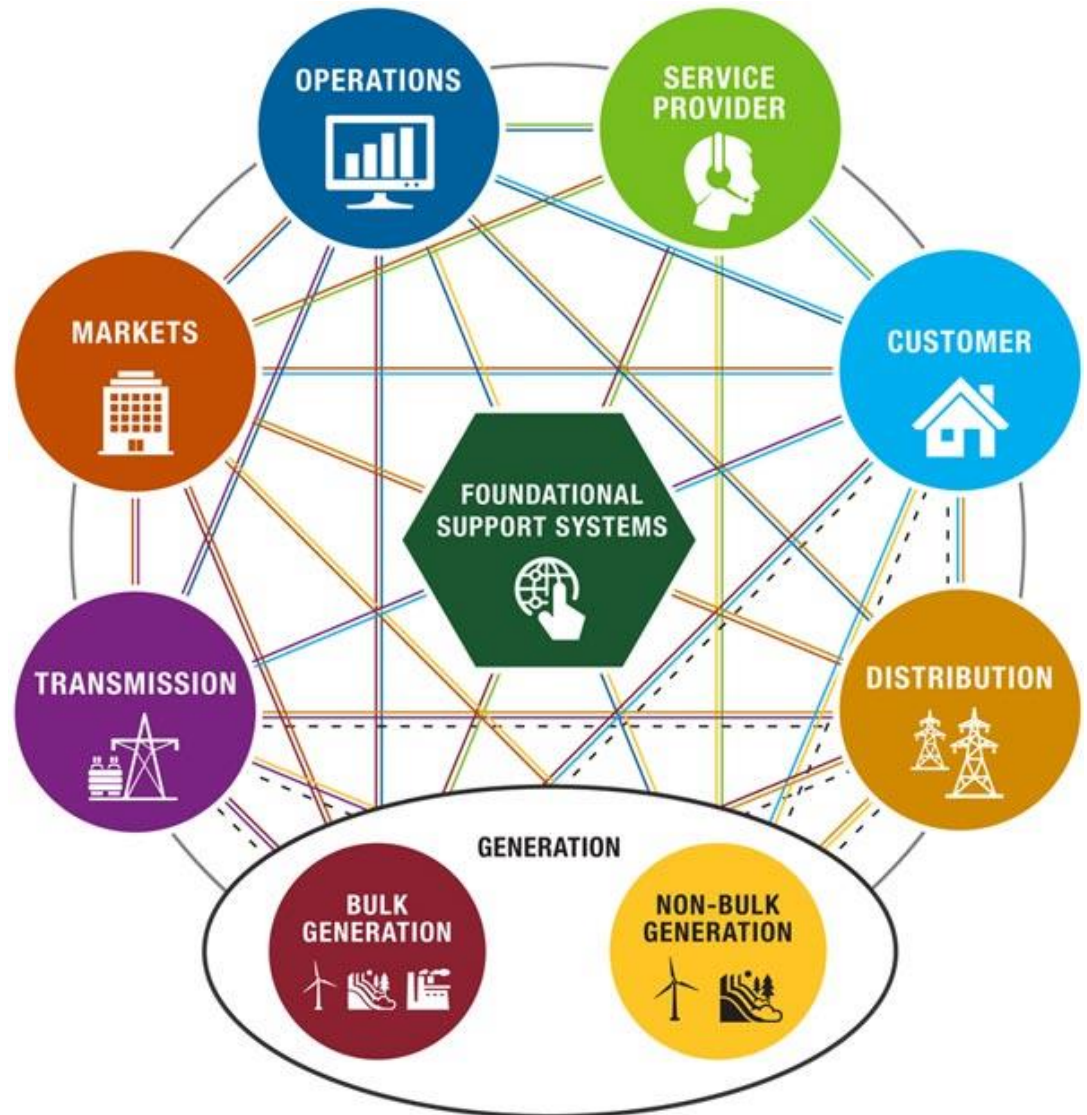 OPERATIONS
SERVICE
PROVIDER
MARKETS
CUSTOMER
FOUNDATIONAL
SUPPORT SYSTEMS
TRANSMISSION
DISTRIBUTION
GENERATION
BULK
GENERATION
NON-BULK
GENERATION